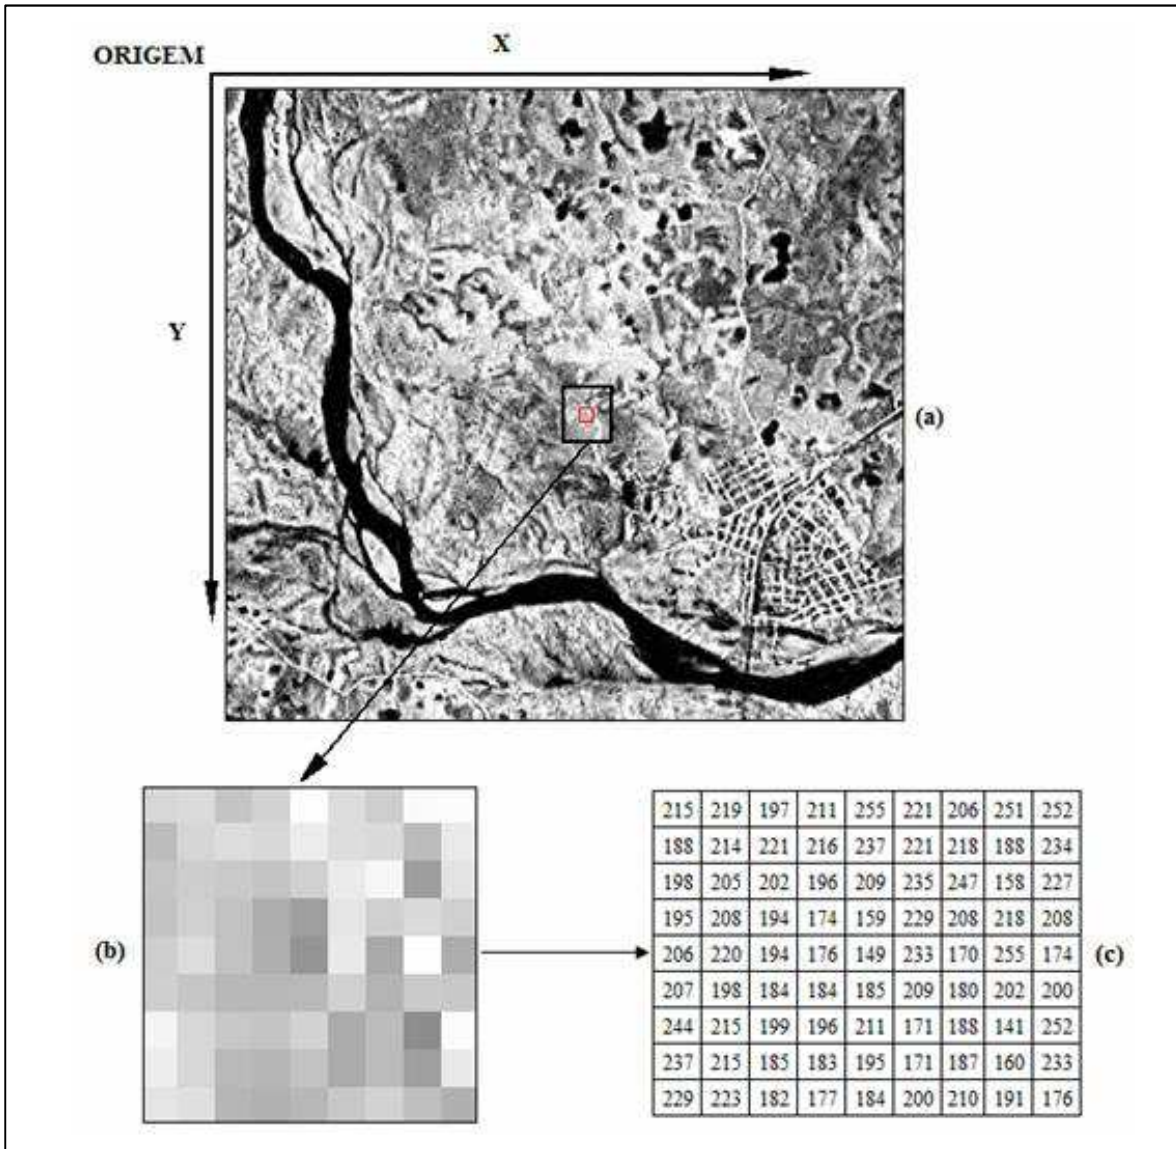 ORIGEM
X
Y
(a)
(b)
215 219 197 211 255 221 206 251 252
188 214 221 216 237 221 218 188 234
198 205 202 196 209 235 247 158 227
195 208 194 174 159 229 208 218 208
206 220 194 176 149 233 170 255 174
(c)
207 198 184 184 185 209 180 202 200
244 215 199 196 211 171 188 141 252
237 215 185 183 195 171 187 160 233
229 223 182 177 184 200 210 191 176